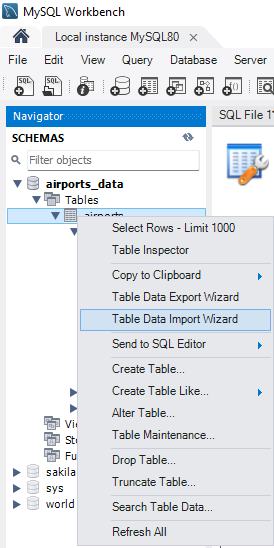 MySQL Workbench
Local instance MySQL80
File Edit View Query Database Server
SQL SQL
Navigator
SCHEMAS
SQL File 1
Filter objects
airports_data
Tables
airports
Select Rows - Limit 1000
Table Inspector
Copy to Clipboard
Table Data Export Wizard
Table Data Import Wizard
Send to SQL Editor
Create Table...
Create Table Like...
Alter Table...
Table Maintenance...
Drop Table...
Truncate Table...
Search Table Data...
Refresh All
Vi
Sto
Fu
sakila
sys
world